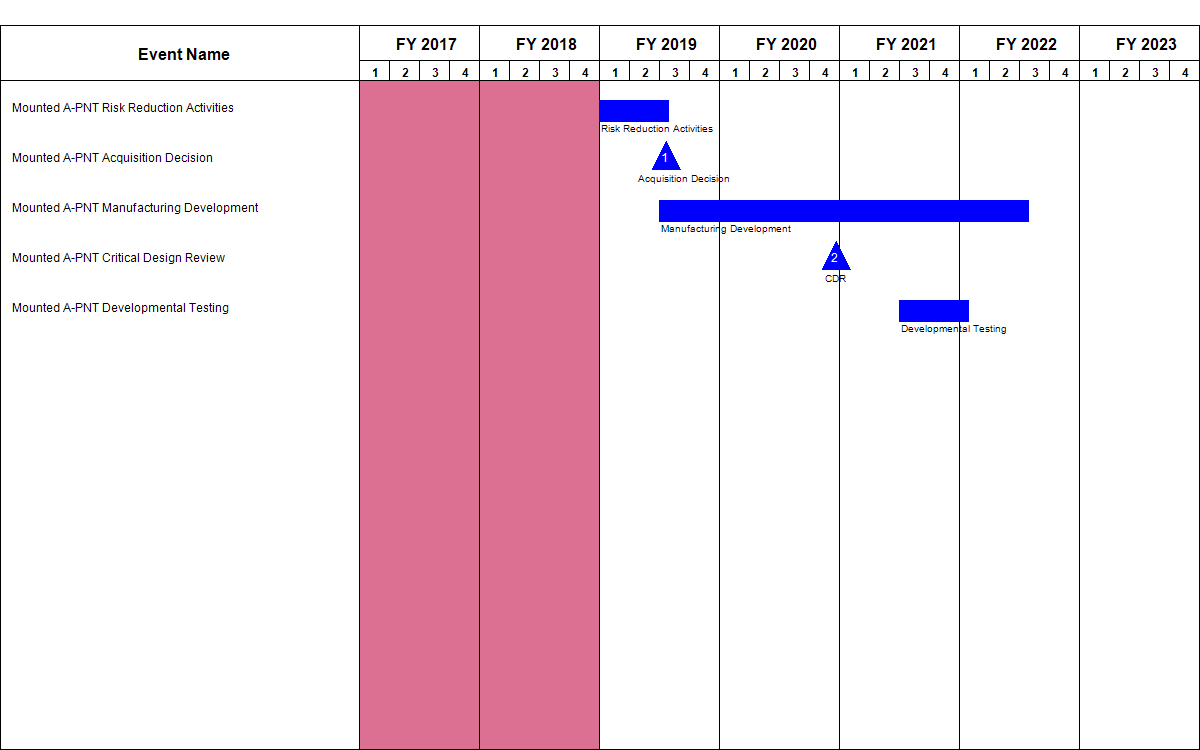 Event Name FY 2017 FY 2018 FY 2019 FY 2020 FY 2021 FY 2022 FY 2023
1 2 3 4 1 2 3 4 1 2 3 4 1 2 3 4 1 2 3 4 1 2 3 4 1 2 3 4
Mounted A-PNT Risk Reduction Activities
Risk Reduction Activities
Mounted A-PNT Acquisition Decision 1
Acquisition Decision
Mounted A-PNT Manufacturing Development
Manufacturing Development
Mounted A-PNT Critical Design Review 2
CDR
Mounted A-PNT Developmental Testing
Developmental Testing